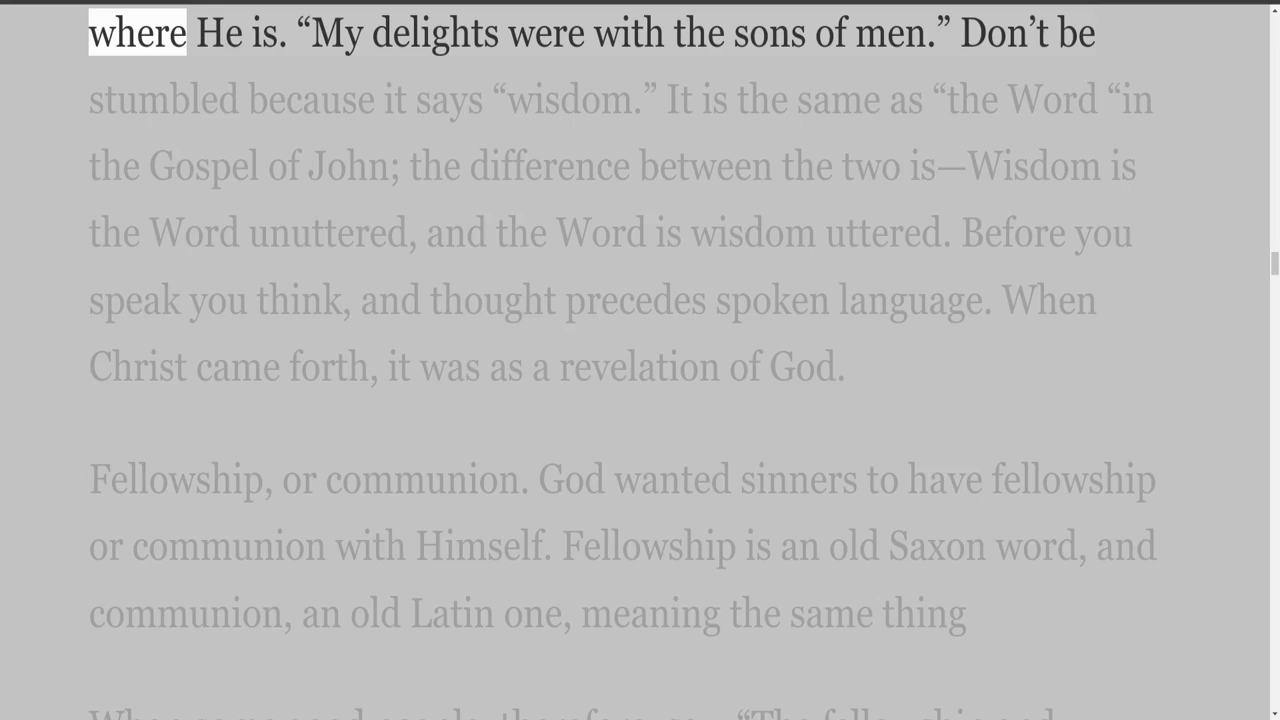 where He is. “My delights were with the sons of men.” Don’t be
stumbled because it says “wisdom.” It is the same as “the Word “in
the Gospel of John; the difference between the two is—Wisdom is
the Word unuttered, and the Word is wisdom uttered. Before you
speak you think, and thought precedes spoken language. When
Christ came forth, it was as a revelation of God.
Fellowship, or communion. God wanted sinners to have fellowship
or communion with Himself. Fellowship is an old Saxon word, and
communion, an old Latin one, meaning the same thing